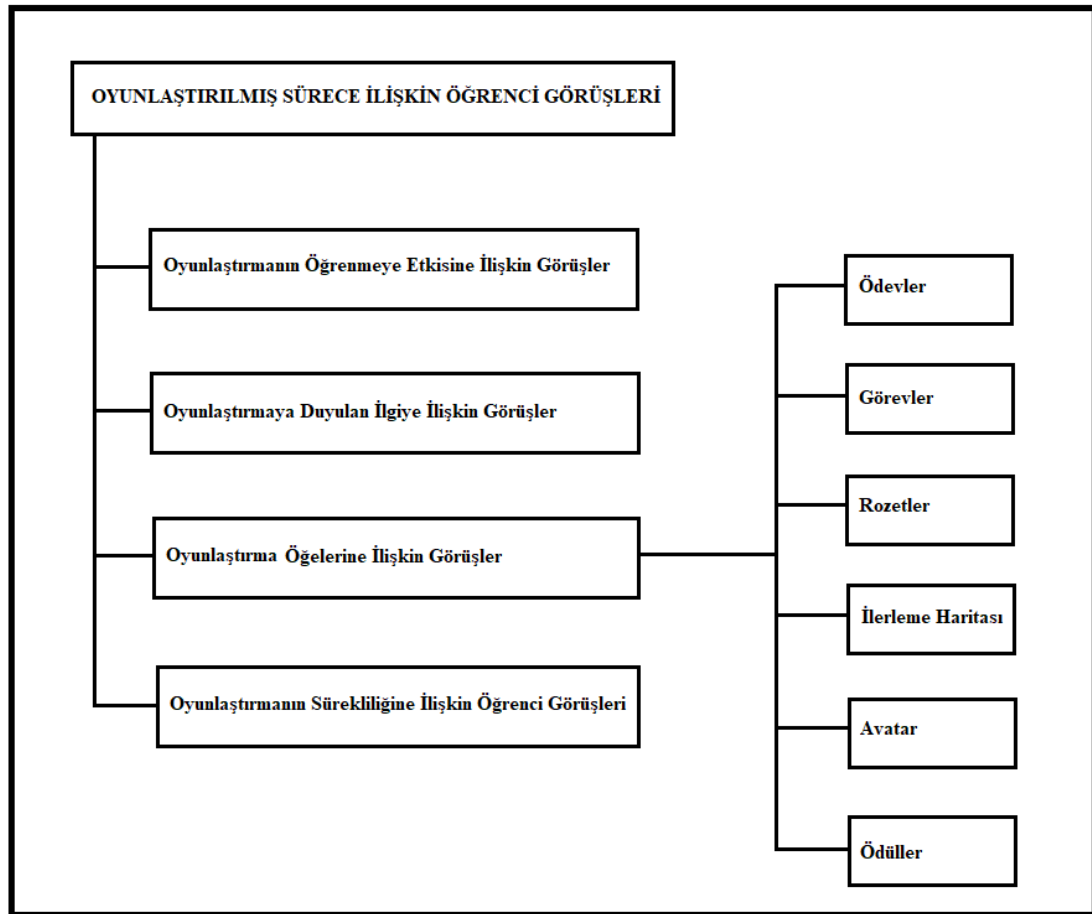 OYUNLAŞTIRILMIŞ SÜRECE İLİŞKİN ÖĞRENCİ GÖRÜŞLERİ
Oyunlaştırmanın Öğrenmeye Etkisine İlişkin Görüşler
Oyunlaştırmaya Duyulan İlgiye İlişkin Görüşler
Oyunlaştırma Öğelerine İlişkin Görüşler
Oyunlaştırmanın Sürekliliğine İlişkin Öğrenci Görüşleri
Ödevler
Görevler
Rozetler
İlerleme Haritası
Avatar
Ödüller